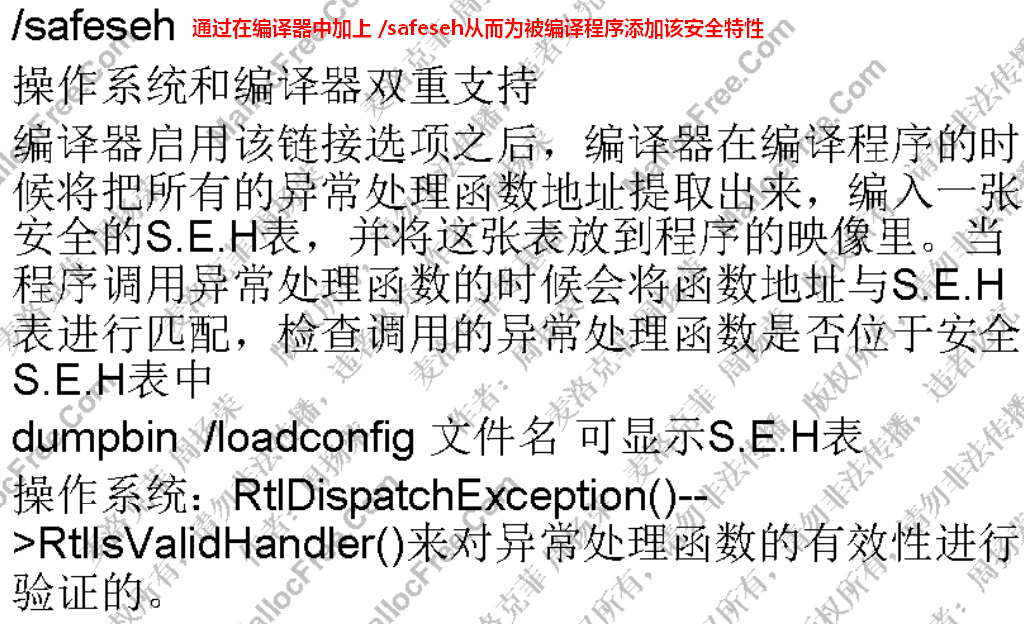 /safeseh 通过在编译器中加上 /safeseh从而为被编译程序添加该安全特性
操作系统和编译器双重支持
编译器启用该链接选项之后，编译器在编译程序的时
候将把所有的异常处理函数地址提取出来，编入一张
安全的S.E.H表，并将这张表放到程序的映像里。当
程序调用异常处理函数的时候会将函数地址与S.E.H
表进行匹配，检查调用的异常处理函数是否位于安全
S.E.H表中
dumpbin /loadconfig 文件名 可显示S.E.H表
操作系统：RtlDispatchException()--
>RtlIsValidHandler()来对异常处理函数的有效性进行
验证的。